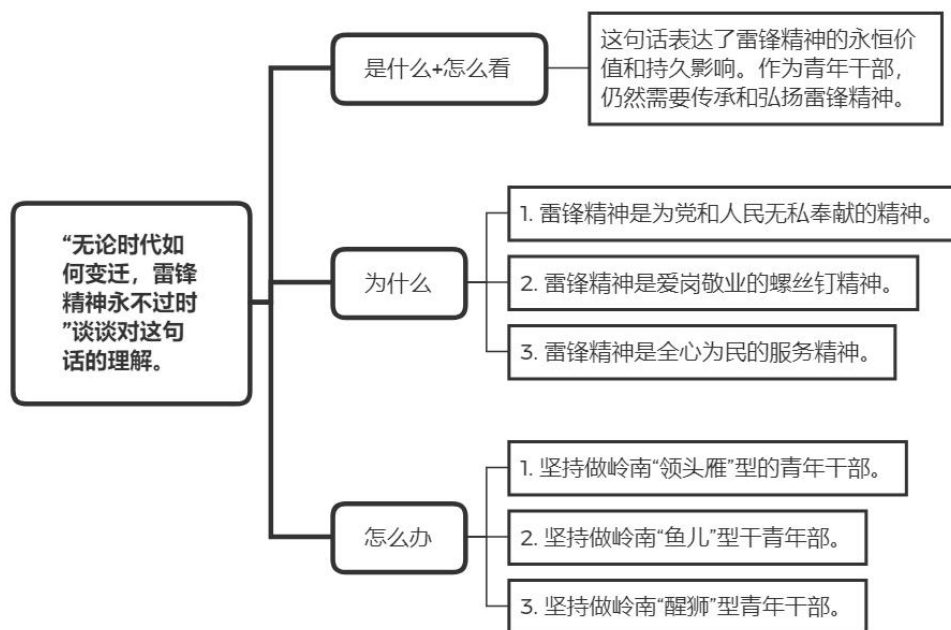 是什么+怎么看
这句话表达了雷锋精神的永恒价
值和持久影响。作为青年干部，
仍然需要传承和弘扬雷锋精神。
“无论时代如
何变迁，雷锋
精神永不过时
”谈谈对这句
话的理解。
为什么
1. 雷锋精神是为党和人民无私奉献的精神。
2. 雷锋精神是爱岗敬业的螺丝钉精神。
3. 雷锋精神是全心为民的服务精神。
怎么办
1. 坚持做岭南“领头雁”型的青年干部。
2. 坚持做岭南“鱼儿”型干青年部。
3. 坚持做岭南“醒狮”型青年干部。